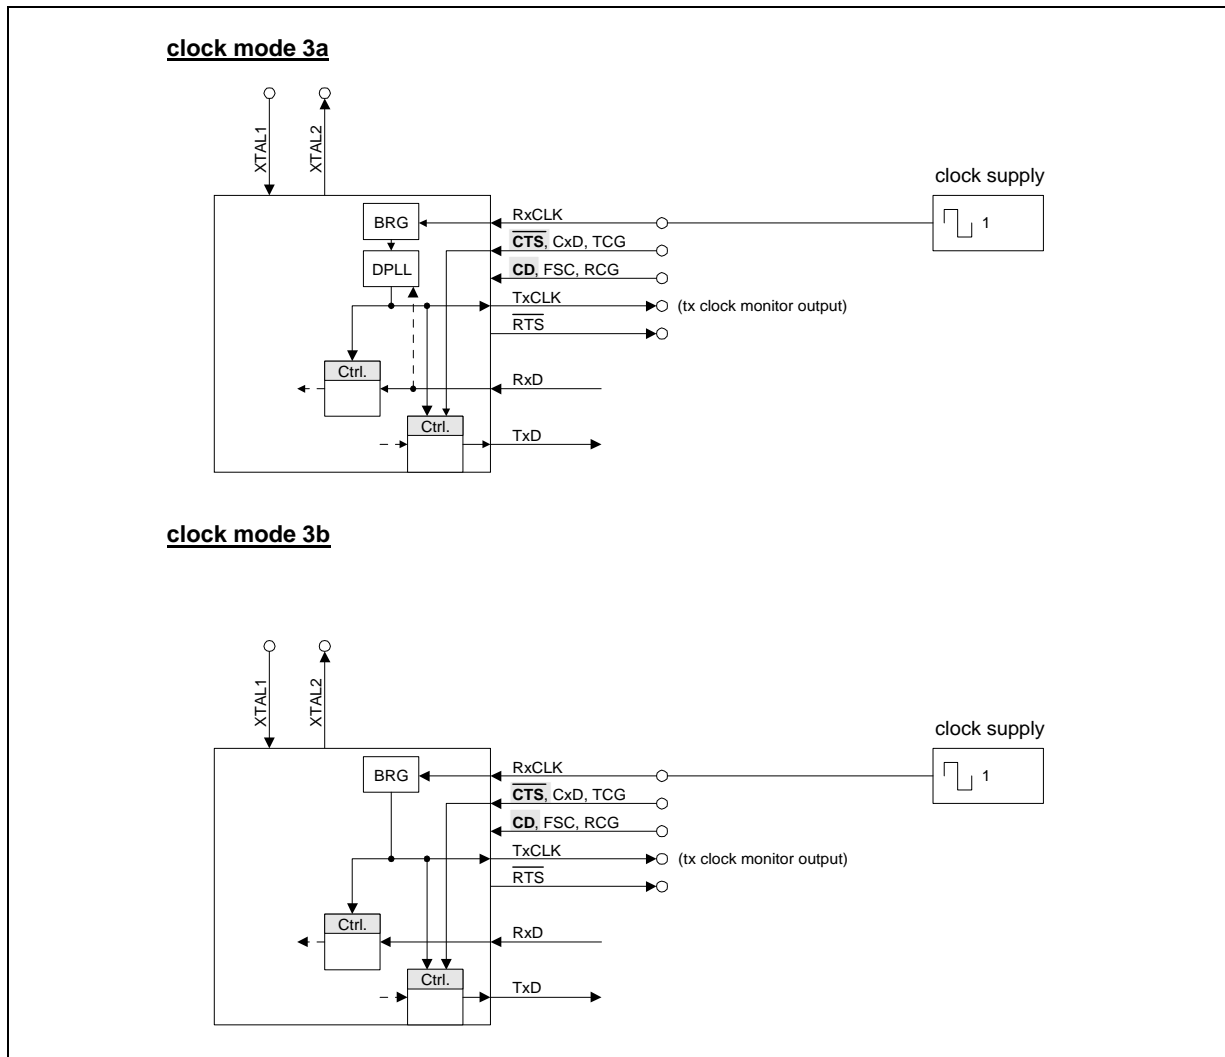 clock mode 3a
XTAL1
XTAL2
clock supply
1
BRG
RxCLK
CTS, CxD, TCG
DPLL
CD, FSC, RCG
TxCLK
(tx clock monitor output)
RTS
Ctrl.
RxD
Ctrl.
TxD
clock mode 3b
XTAL1
XTAL2
clock supply
1
BRG
RxCLK
CTS, CxD, TCG
CD, FSC, RCG
TxCLK
(tx clock monitor output)
RTS
Ctrl.
RxD
Ctrl.
TxD